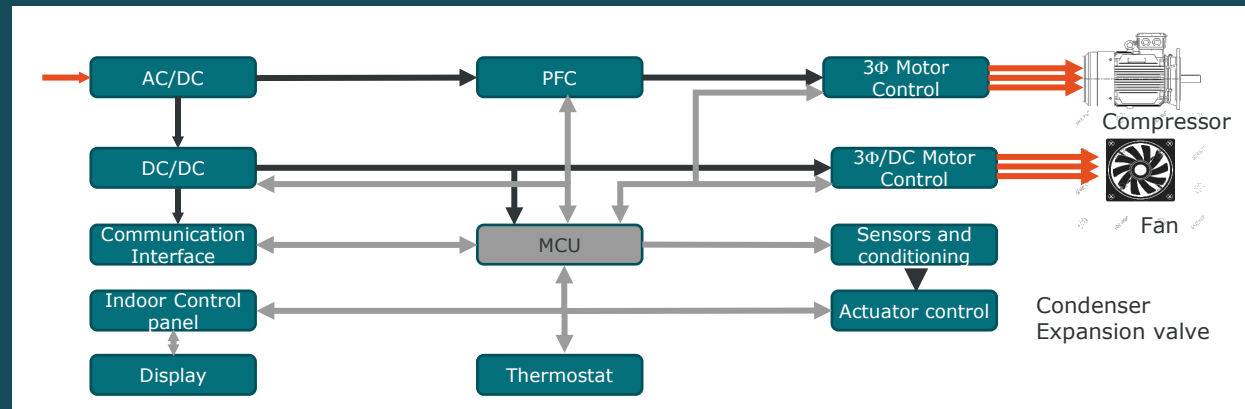 AC/DC
PFC
3Φ Motor
Control
Compressor
DC/DC
3Φ/DC Motor
Control
Fan
Communication
Interface
MCU
Sensors and
conditioning
Indoor Control
panel
Actuator control
Condenser
Expansion valve
Display
Thermostat